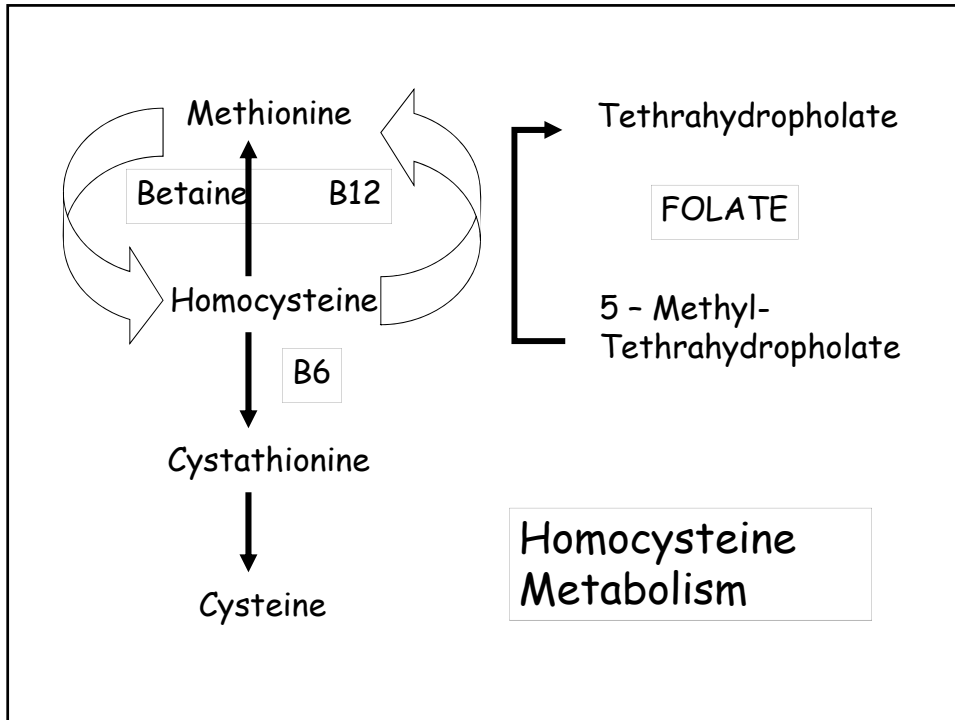 Methionine
Tethrahydropholate
Betaine
B12
FOLATE
Homocysteine
5 – Methyl-
Tethrahydropholate
B6
Cystathionine
Homocysteine
Metabolism
Cysteine